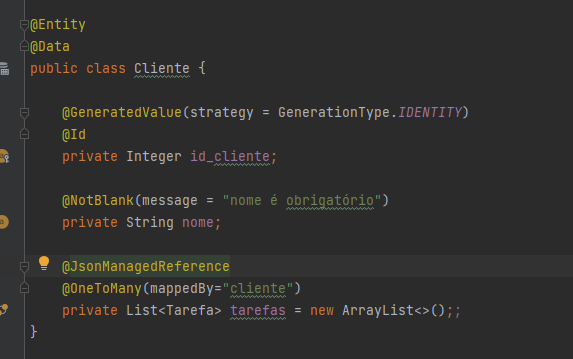 @Entity
@Data
public class Cliente {
@GeneratedValue(strategy = GenerationType.IDENTITY)
@Id
private Integer id_cliente;
@NotBlank(message = "nome é obrigatório")
private String nome;
@JsonManagedReference
@OneToMany(mappedBy="cliente")
private List<Tarefa> tarefas = new ArrayList<>();;
}